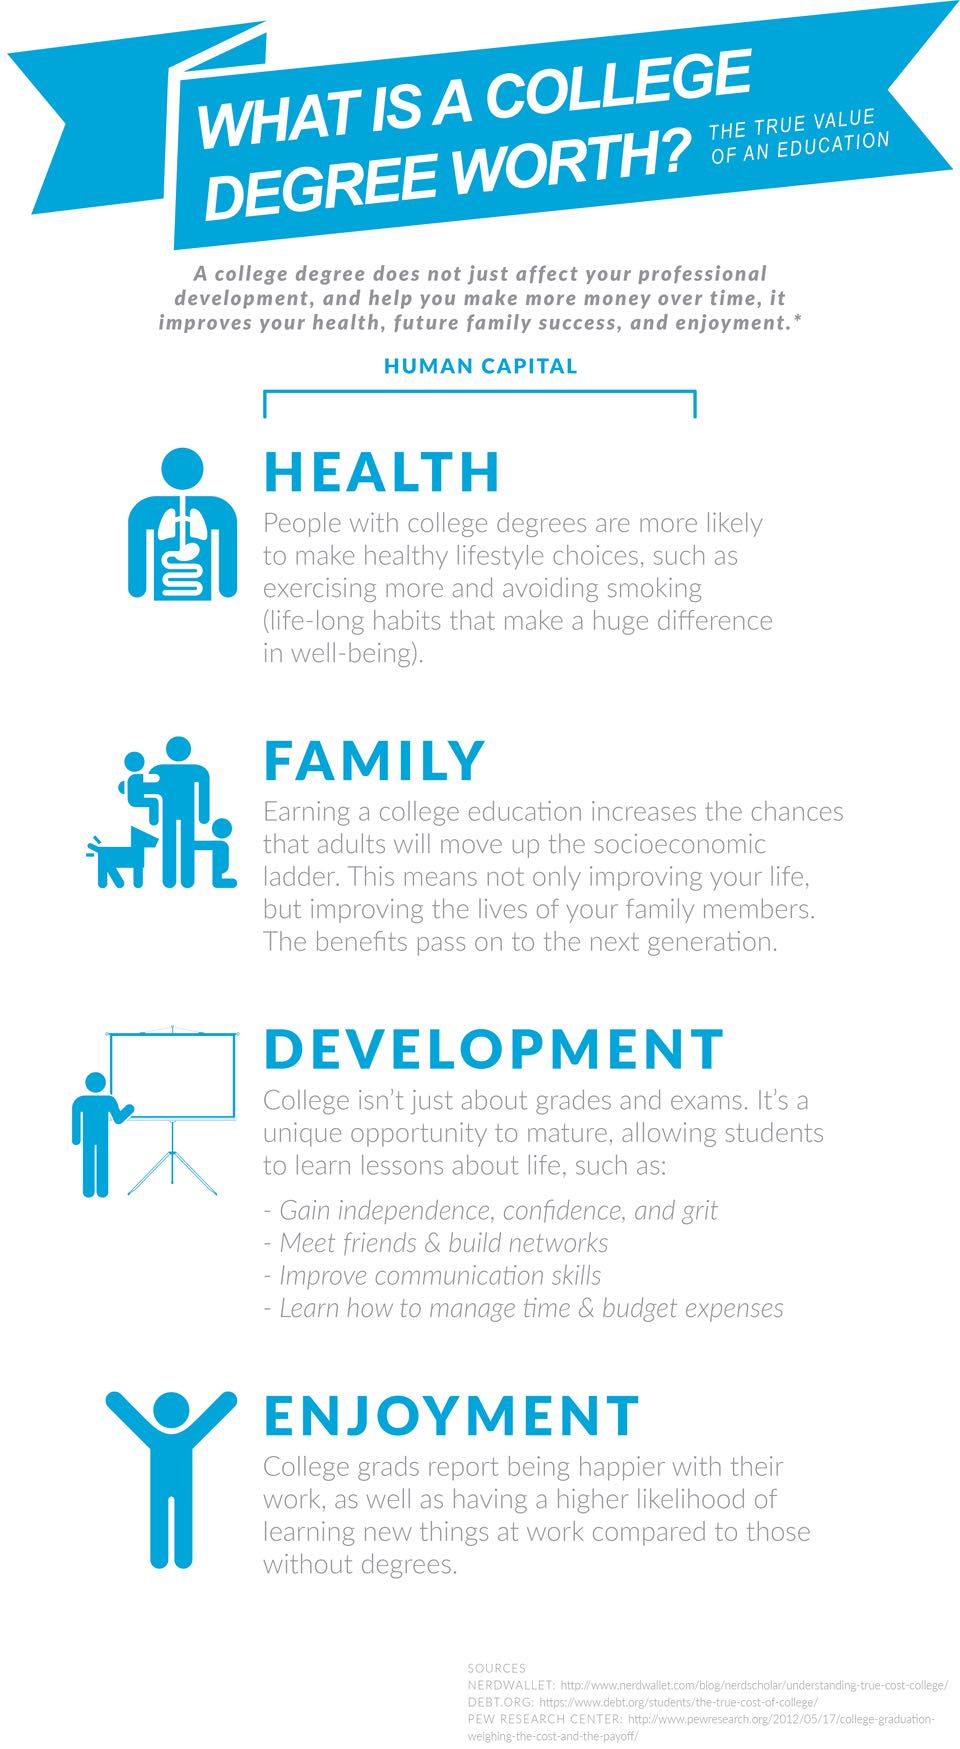 WHAT IS A COLLEGE
DEGREE WORTH?
THE TRUE VALUE
OF AN EDUCATION
A college degree does not just affect your professional
development, and help you make more money over time, it
improves your health, future family success, and enjoyment.*
HUMAN CAPITAL
HEALTH
People with college degrees are more likely
to make healthy lifestyle choices, such as
exercising more and avoiding smoking
(life-long habits that make a huge difference
in well-being).
FAMILY
Earning a college education increases the chances
that adults will move up the socioeconomic
ladder. This means not only improving your life,
but improving the lives of your family members.
The benefits pass on to the next generation.
DEVELOPMENT
College isn’t just about grades and exams. It’s a
unique opportunity to mature, allowing students
to learn lessons about life, such as:
- Gain independence, confidence, and grit
- Meet friends & build networks
- Improve communication skills
- Learn how to manage time & budget expenses
ENJOYMENT
College grads report being happier with their
work, as well as having a higher likelihood of
learning new things at work compared to those
without degrees.
SOURCES
NERDWALLET: http://www.nerdwallet.com/blog/nerdscholar/understanding-true-cost-college/
DEBT.ORG: https://www.debt.org/students/the-true-cost-of-college/
PEW RESEARCH CENTER: http://www.pewresearch.org/2012/05/17/college-graduation-
weighing-the-cost-and-the-payoff/